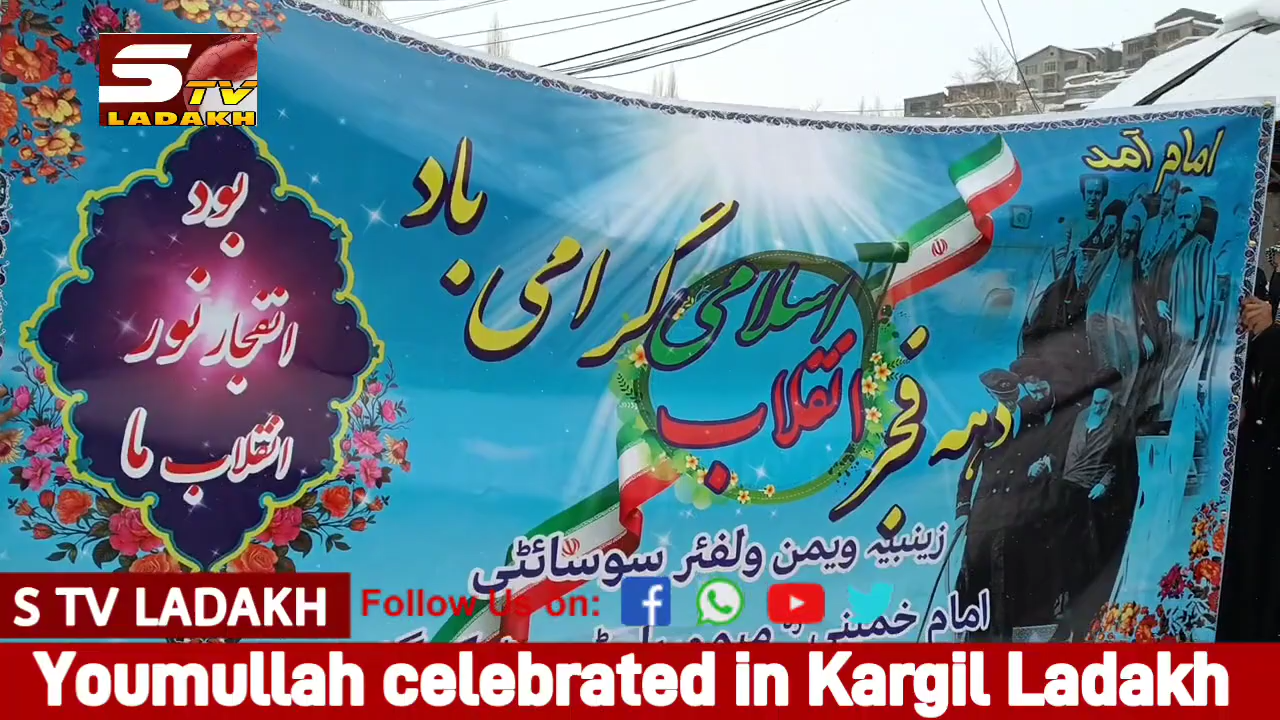 S TV
LADAKH
امام آمد
دهه فجر انقلاب اسلامی گرامی باد
انقلاب ما
انفجار نور
بود
زینبیہ ویمن ولفئر سوسائٹی
امام خمینی
S TV LADAKH
Follow Us on:
Youmullah celebrated in Kargil Ladakh